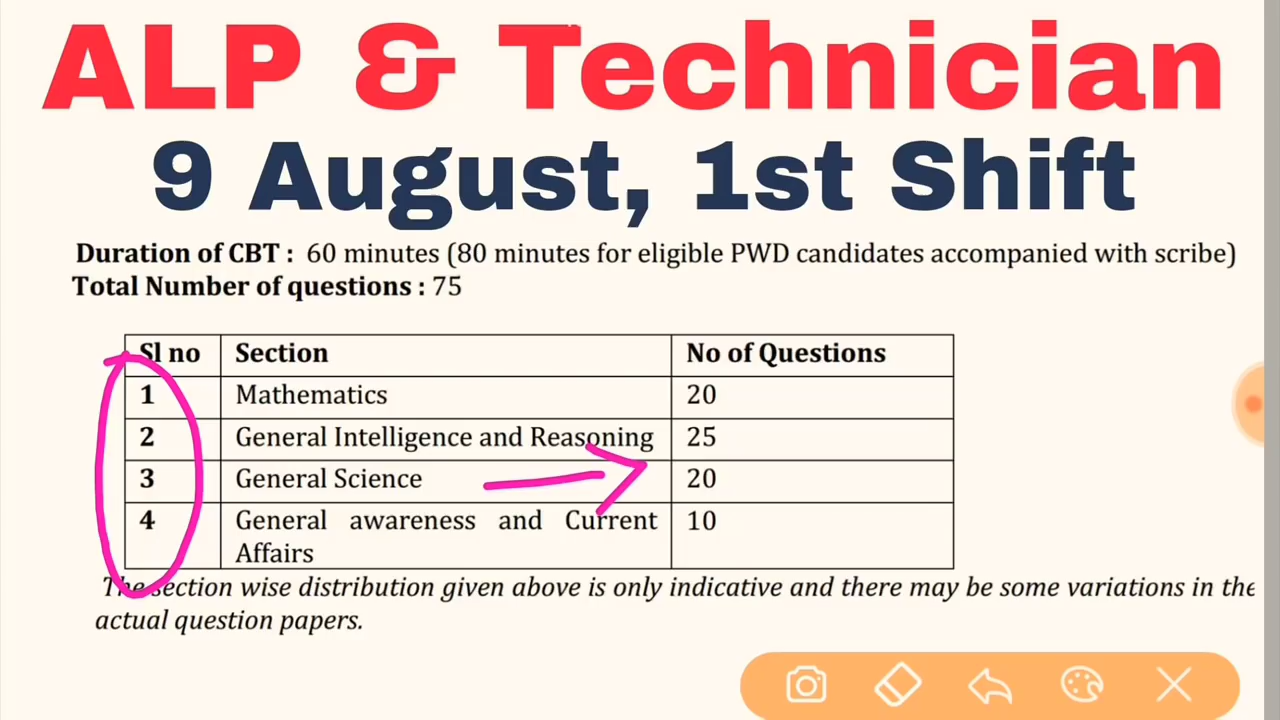 ALP & Technician
9 August, 1st Shift
Duration of CBT : 60 minutes (80 minutes for eligible PWD candidates accompanied with scribe)
Total Number of questions : 75
Sl no Section No of Questions
1 Mathematics 20
2 General Intelligence and Reasoning 25
3 General Science 20
4 General awareness and Current 10
Affairs
The section wise distribution given above is only indicative and there may be some variations in the
actual question papers.